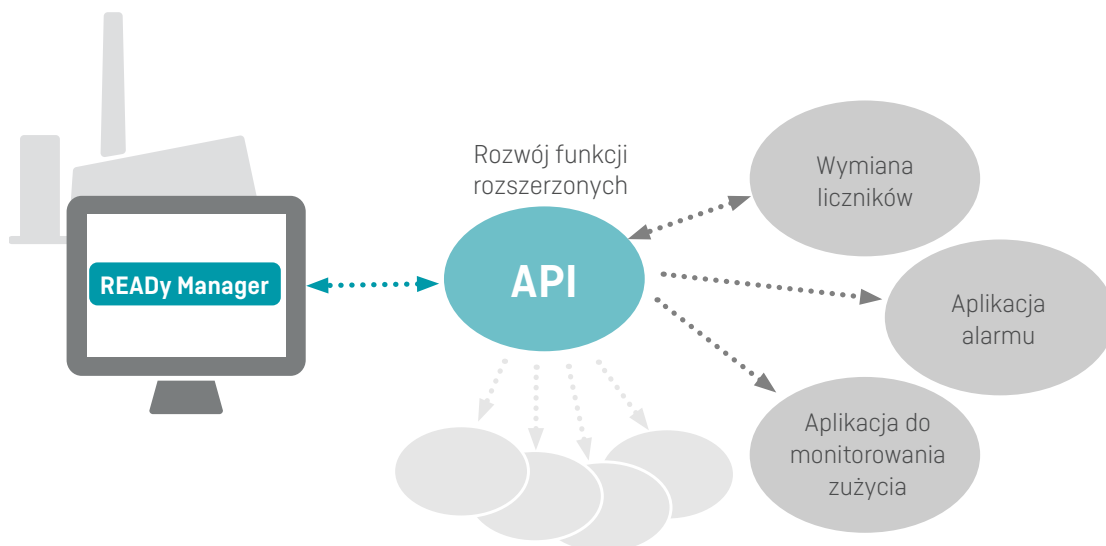 Rozwój funkcji
rozszerzonych
READy Manager
API
Wymiana
liczników
Aplikacja
alarmu
Aplikacja do
monitorowania
zużycia